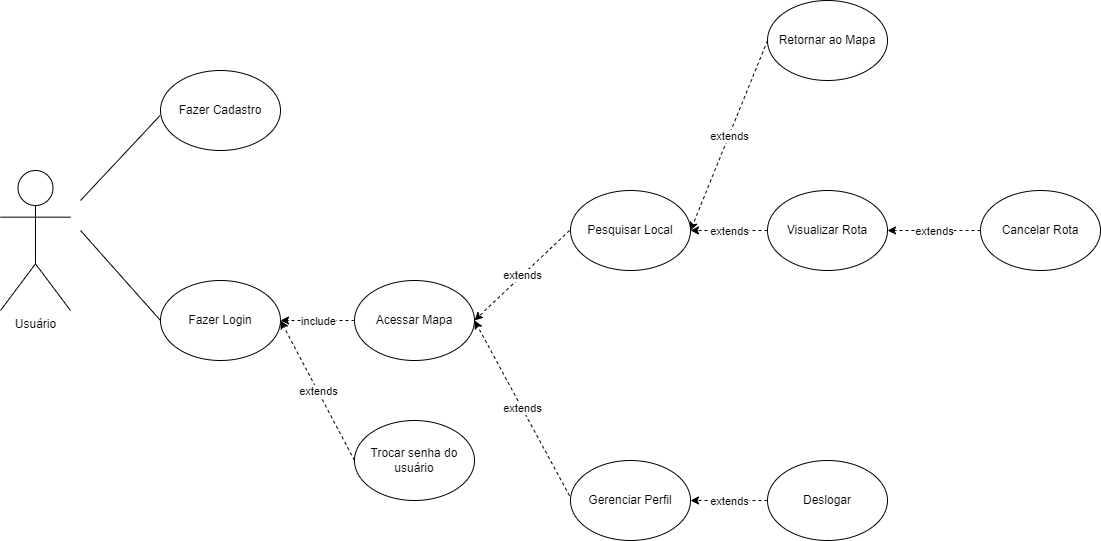 Retornar ao Mapa
Fazer Cadastro
extends
Pesquisar Local
extends
Visualizar Rota
extends
Cancelar Rota
extends
Usuário
Fazer Login
include
Acessar Mapa
extends
extends
Trocar senha do
usuário
Gerenciar Perfil
extends
Deslogar